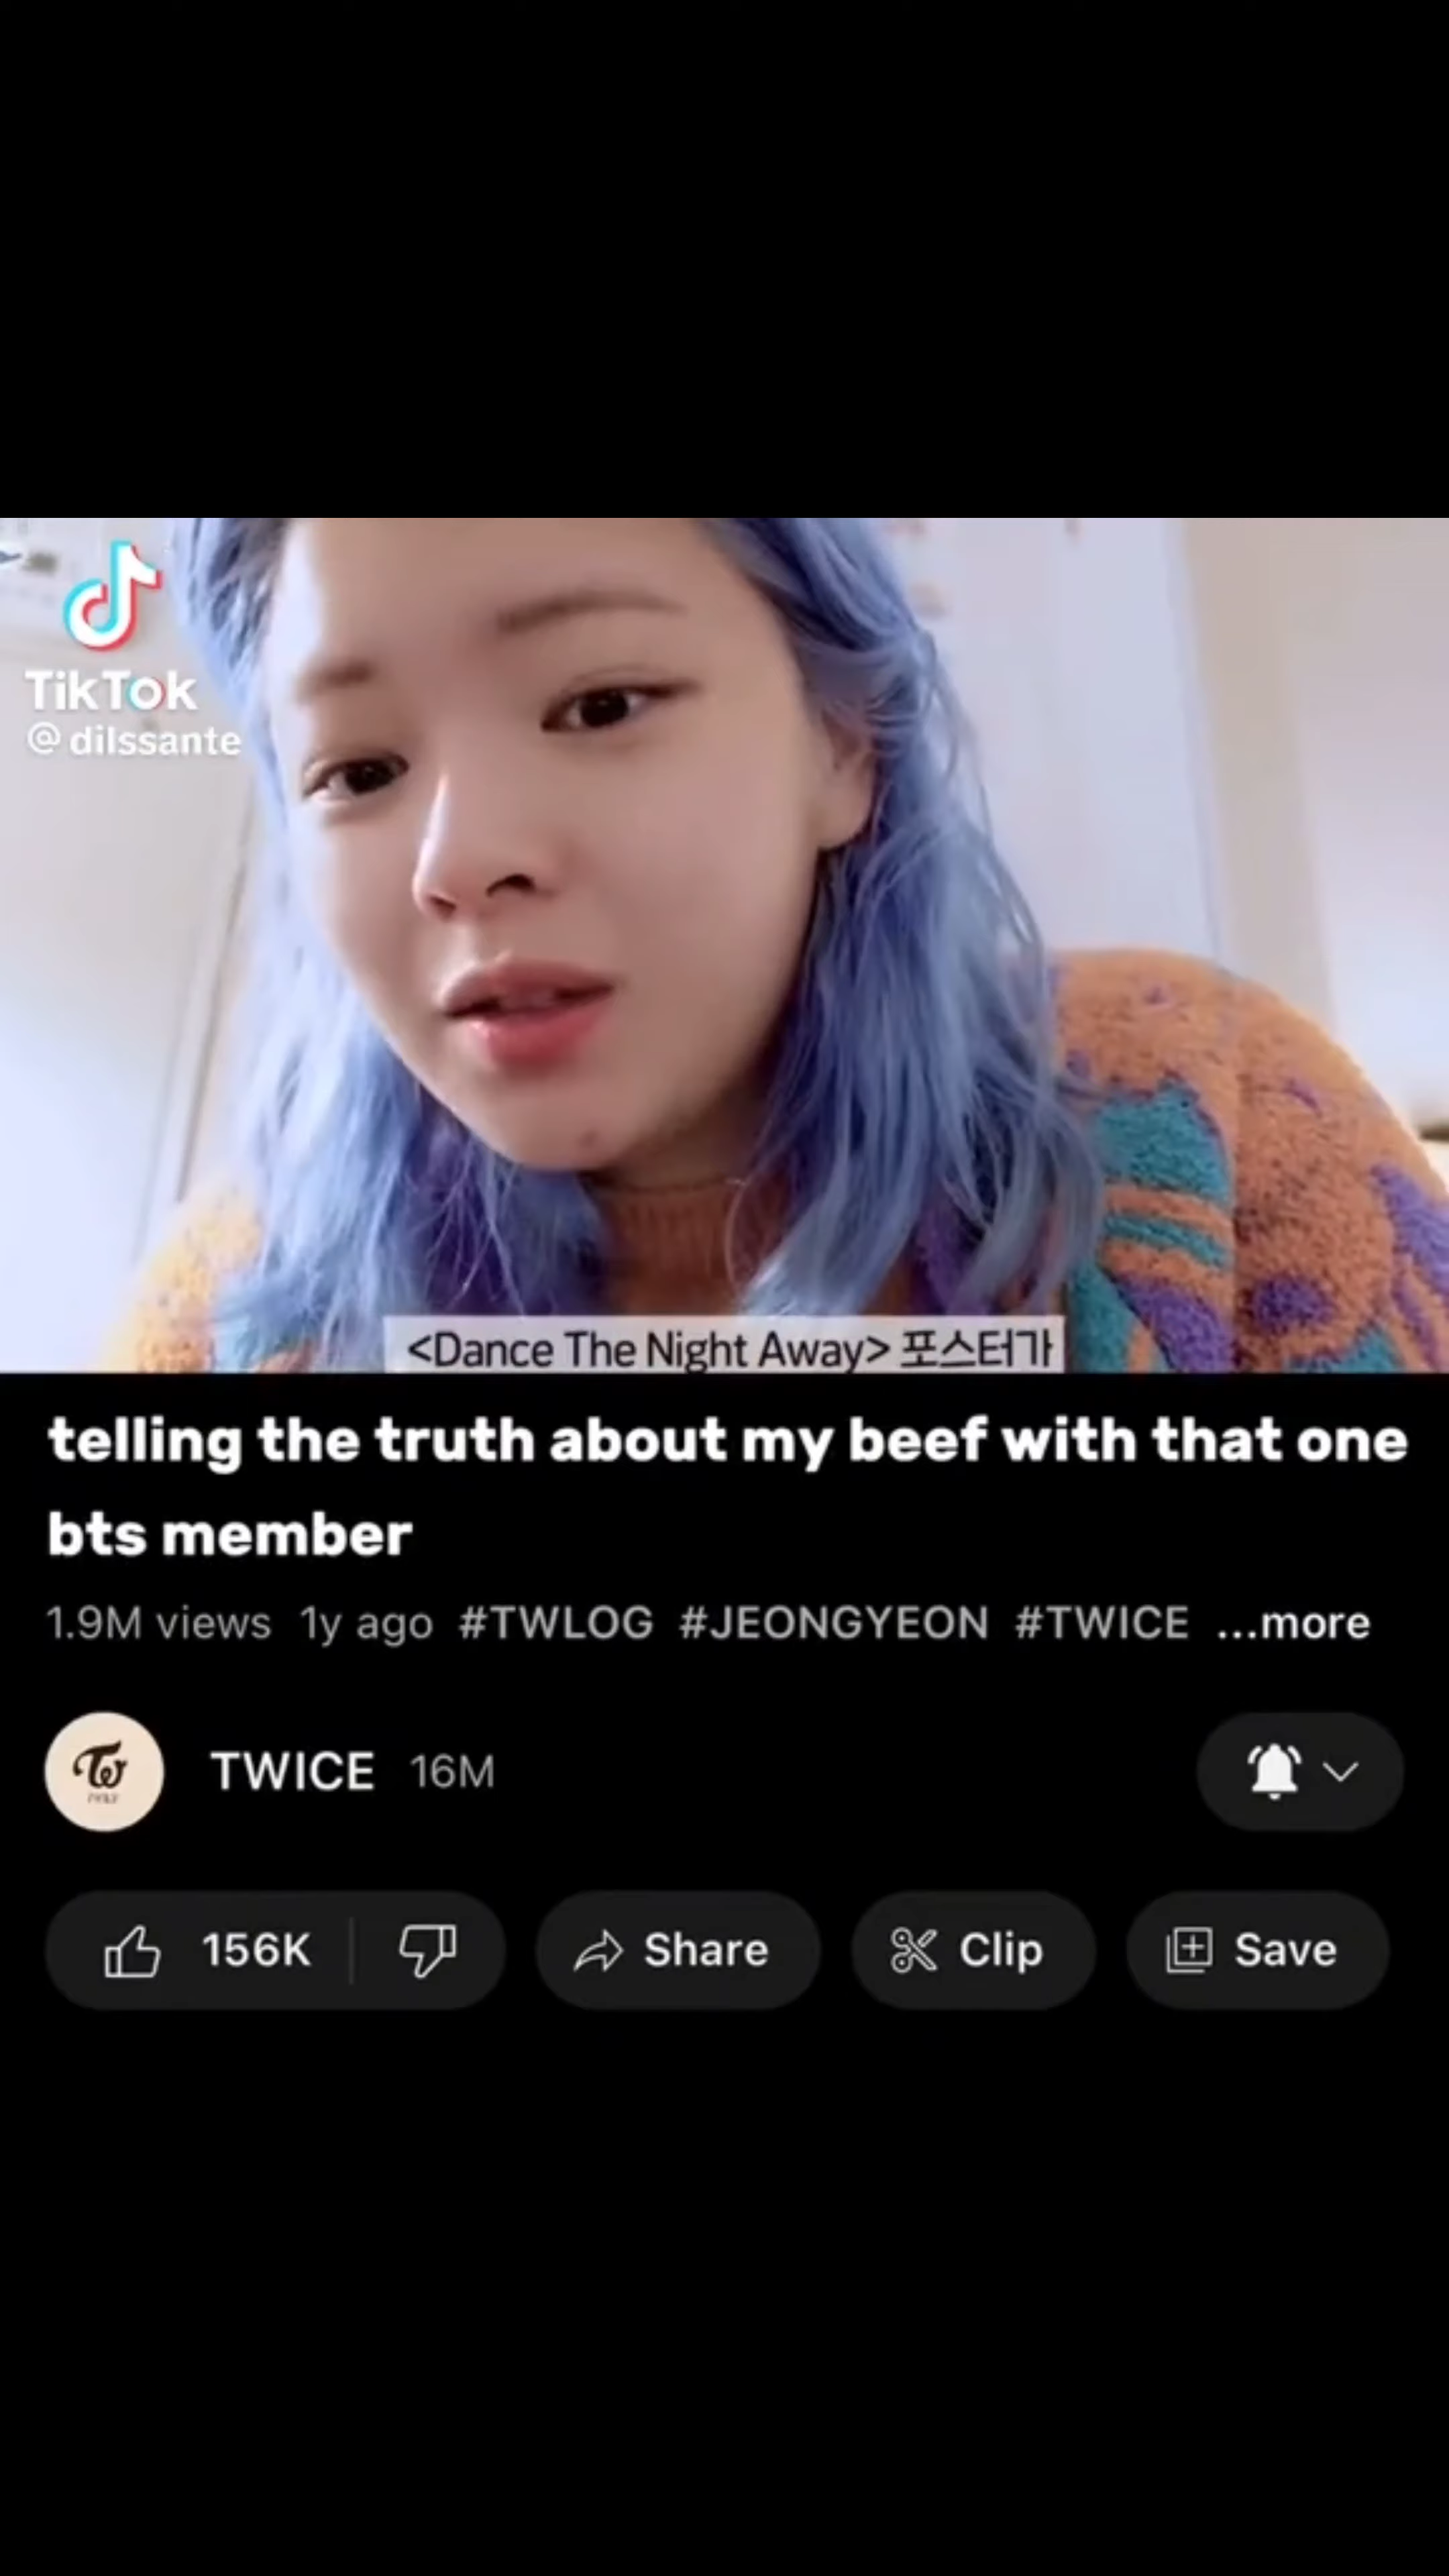 TikTok
@dilssante
<Dance The Night Away> 포스터가
telling the truth about my beef with that one
bts member
1.9M views 1y ago #TWLOG #JEONGYEON #TWICE ...more
TWICE 16M
156K Share Clip Save